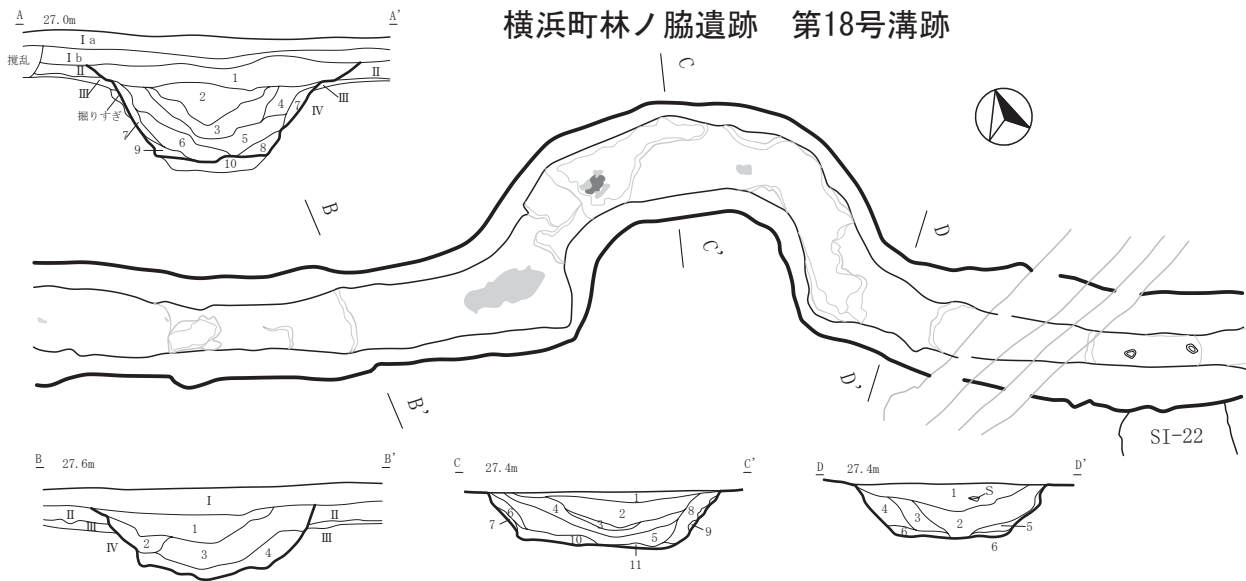 横浜町林ノ脇遺跡 第18号溝跡
A 27.0m A'
Ⅰa
Ⅰb
撹乱
Ⅱ Ⅱ
Ⅲ Ⅲ
Ⅳ
掘りすぎ
1
2
3
4
5
6
7 7
8
9
10
C
B
D
C'
D'
B'
SI-22
B 27.6m B'
Ⅰ
Ⅱ Ⅱ
Ⅲ Ⅲ
Ⅳ
1
2
3
4
C 27.4m C'
1
2
3
4
5
6
7
8
9
10
11
D 27.4m D'
1 S
2
3
4
5
6 6